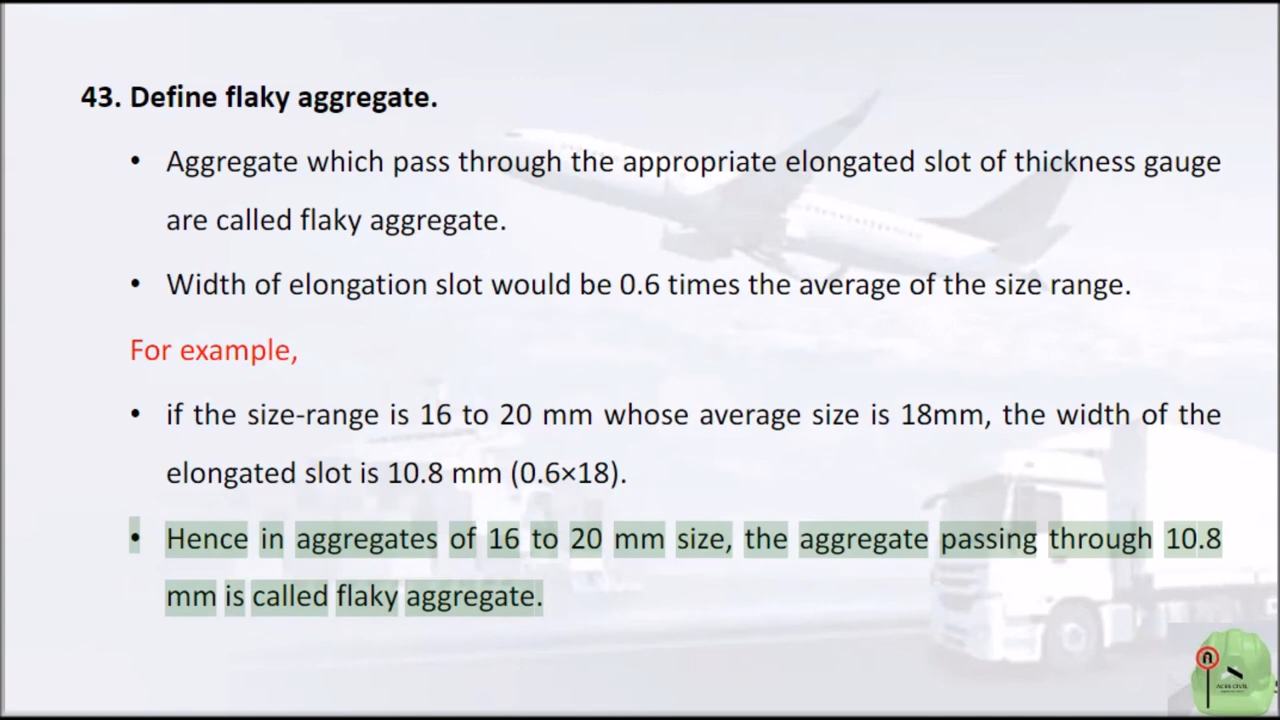 43. Define flaky aggregate.
• Aggregate which pass through the appropriate elongated slot of thickness gauge
are called flaky aggregate.
• Width of elongation slot would be 0.6 times the average of the size range.
For example,
• if the size-range is 16 to 20 mm whose average size is 18mm, the width of the
elongated slot is 10.8 mm (0.6×18).
• Hence in aggregates of 16 to 20 mm size, the aggregate passing through 10.8
mm is called flaky aggregate.